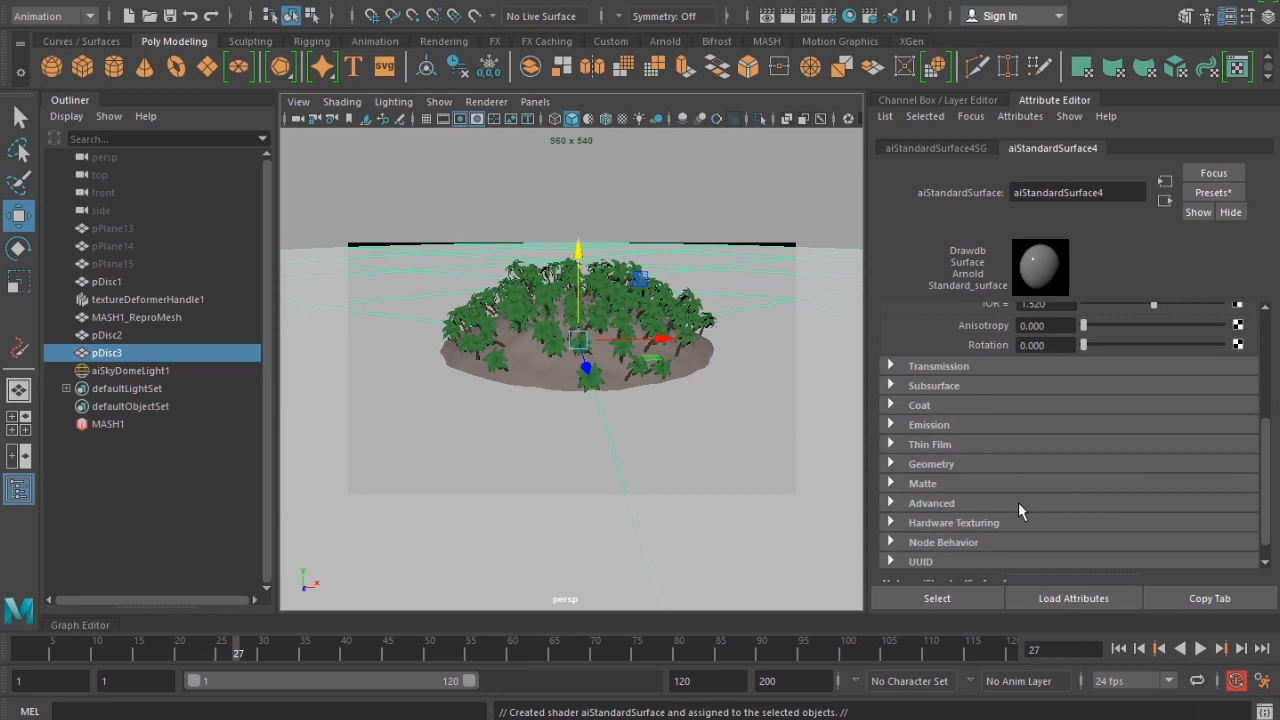 Animation
No Live Surface
Symmetry: Off
Sign In
Curves / Surfaces Poly Modeling Sculpting Rigging Animation Rendering FX FX Caching Custom Arnold Bifrost MASH Motion Graphics XGen
T svg 0,0,0
Outliner
Display Show Help
Search...
persp
top
front
side
pPlane13
pPlane14
pPlane15
pDisc1
textureDeformerHandle1
MASH1_ReproMesh
pDisc2
pDisc3
aiSkyDomeLight1
defaultLightSet
defaultObjectSet
MASH1
View Shading Lighting Show Renderer Panels
960 x 540
y
x
persp
Channel Box / Layer Editor Attribute Editor
List Selected Focus Attributes Show Help
aiStandardSurface4SG aiStandardSurface4
Focus
aiStandardSurface: aiStandardSurface4
Presets*
Show Hide
Drawdb
Surface
Arnold
Standard_surface
IOR = 1.520
Anisotropy 0.000
Rotation 0.000
Transmission
Subsurface
Coat
Emission
Thin Film
Geometry
Matte
Advanced
Hardware Texturing
Node Behavior
UUID
Select Load Attributes Copy Tab
Graph Editor
5 10 15 20 25 30 35 40 45 50 55 60 65 70 75 80 85 90 95 100 105 110 115 120
27
27
1 1 1 120 120 200 No Character Set No Anim Layer 24 fps
MEL // Created shader aiStandardSurface and assigned to the selected objects. //